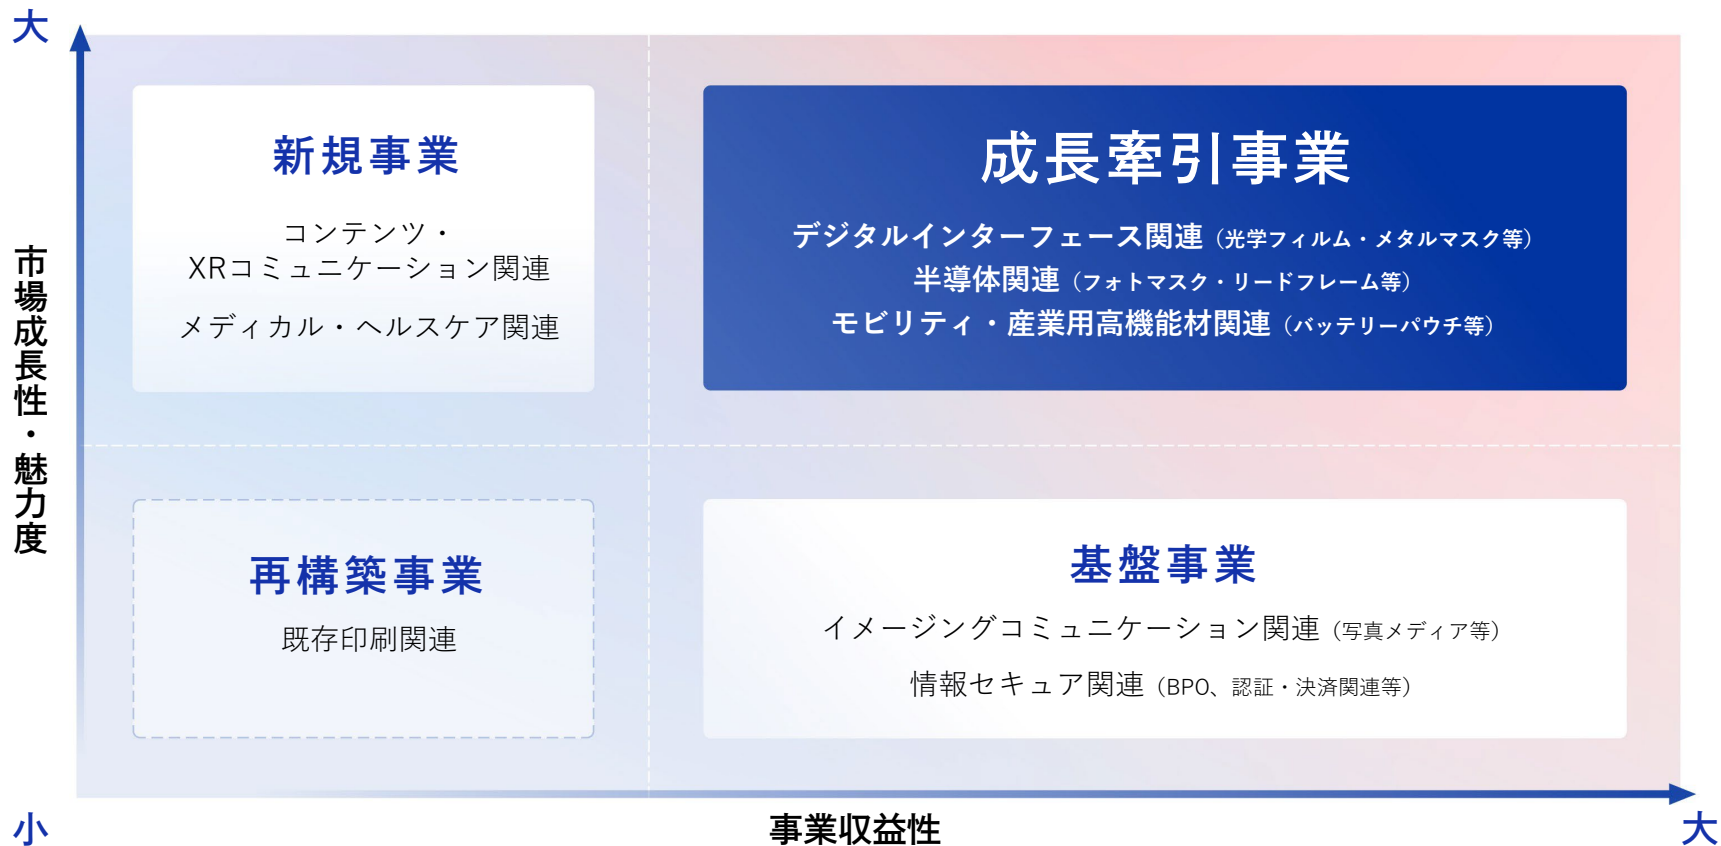 大
市場成長性・魅力度
新規事業
コンテンツ・
XRコミュニケーション関連
メディカル・ヘルスケア関連
成長牽引事業
デジタルインターフェース関連（光学フィルム・メタルマスク等）
半導体関連（フォトマスク・リードフレーム等）
モビリティ・産業用高機能材関連（バッテリーパウチ等）
再構築事業
既存印刷関連
基盤事業
イメージングコミュニケーション関連（写真メディア等）
情報セキュア関連（BPO、認証・決済関連等）
小
事業収益性
大